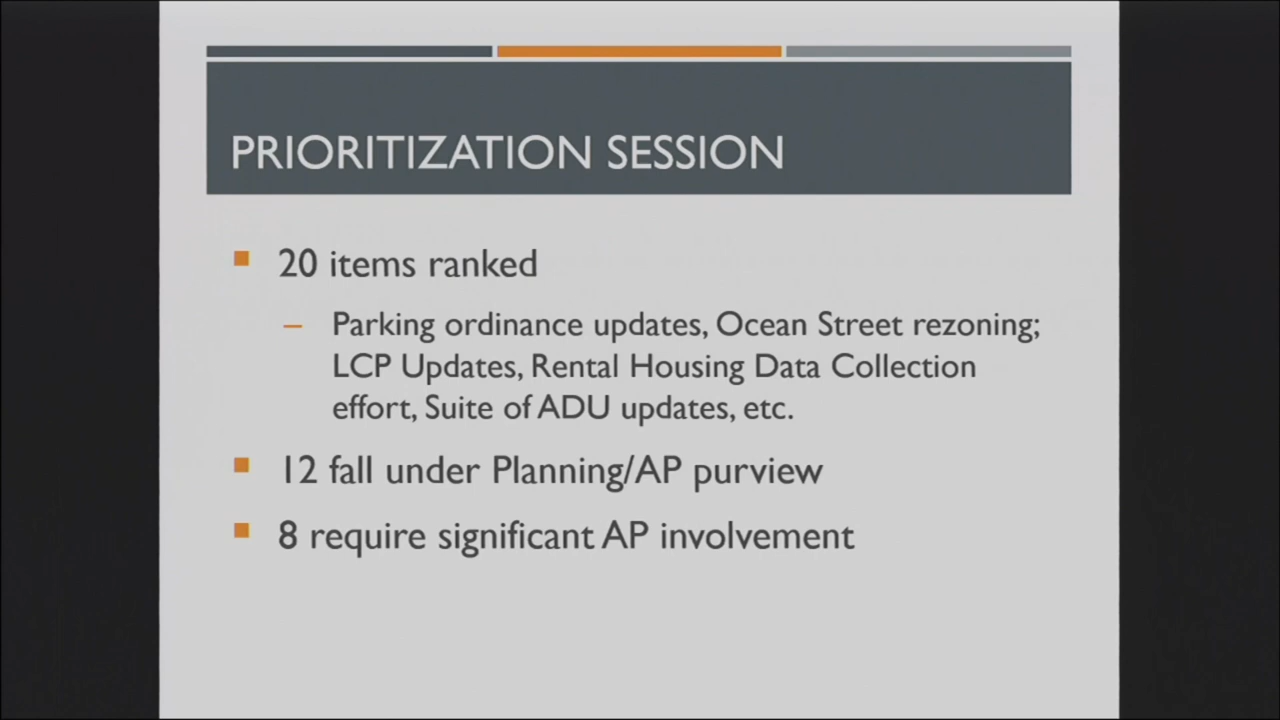 PRIORITIZATION SESSION
20 items ranked
– Parking ordinance updates, Ocean Street rezoning;
LCP Updates, Rental Housing Data Collection
effort, Suite of ADU updates, etc.
12 fall under Planning/AP purview
8 require significant AP involvement